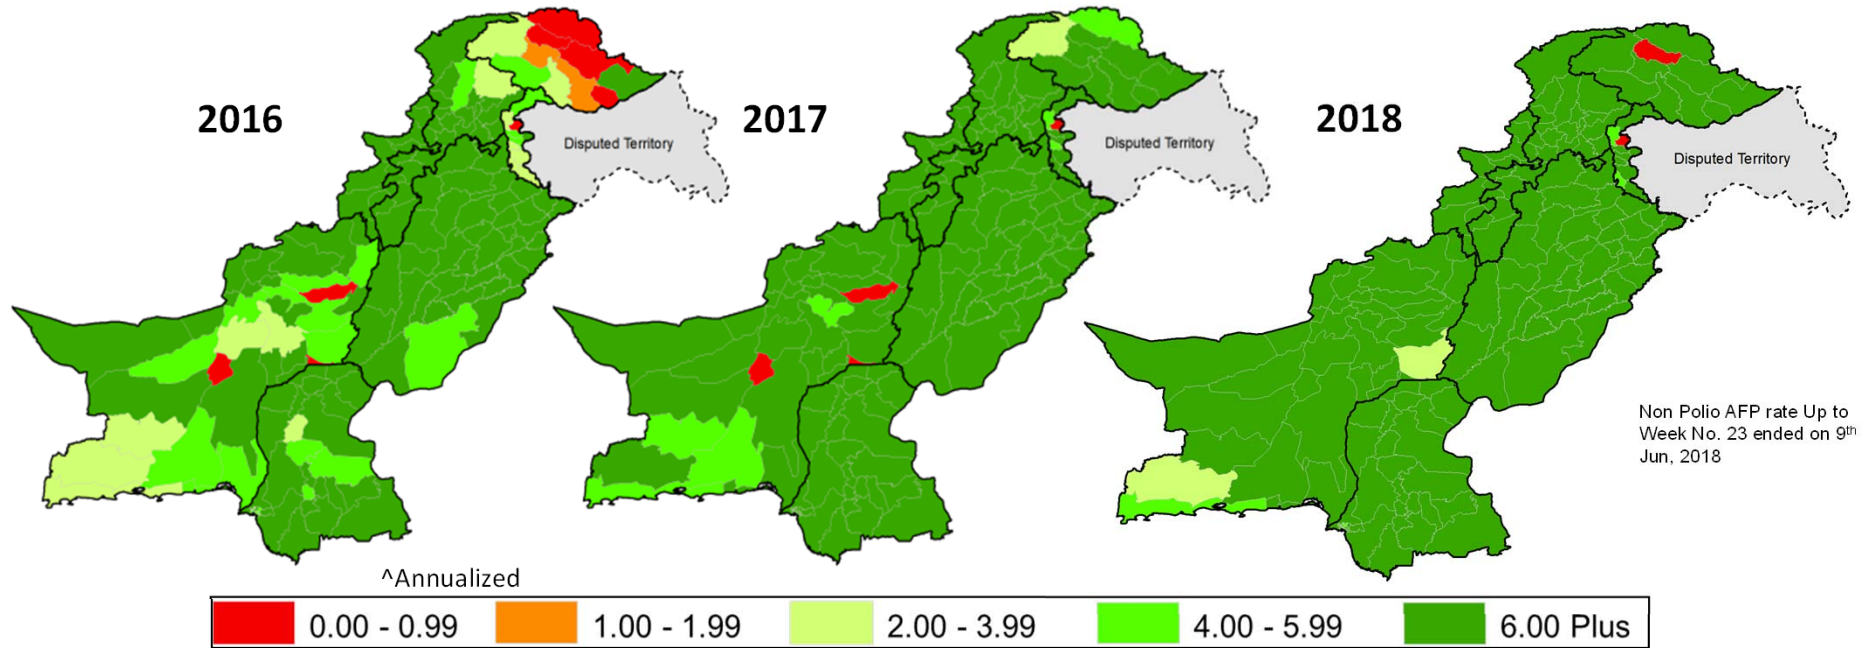 2016
2017
2018
Disputed Territory
Disputed Territory
Disputed Territory
Non Polio AFP rate Up to
Week No. 23 ended on 9th
Jun, 2018
^Annualized
0.00 - 0.99
1.00 - 1.99
2.00 - 3.99
4.00 - 5.99
6.00 Plus